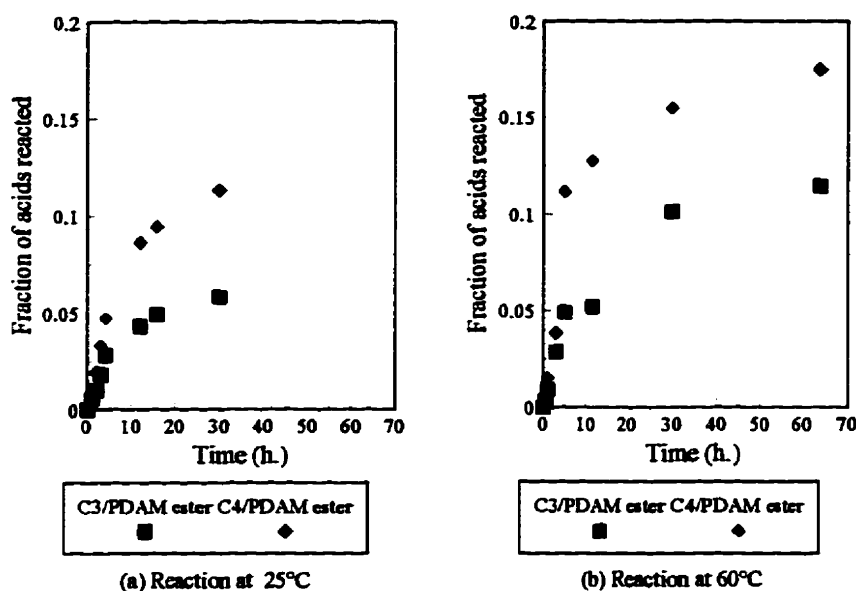 Fraction of acids reacted
0.2
0.15
0.1
0.05
0
0 10 20 30 40 50 60 70
Time (h.)
C3/PDAM ester C4/PDAM ester
(a) Reaction at 25°C
Fraction of acids reacted
0.2
0.15
0.1
0.05
0
0 10 20 30 40 50 60 70
Time (h.)
C3/PDAM ester C4/PDAM ester
(b) Reaction at 60°C